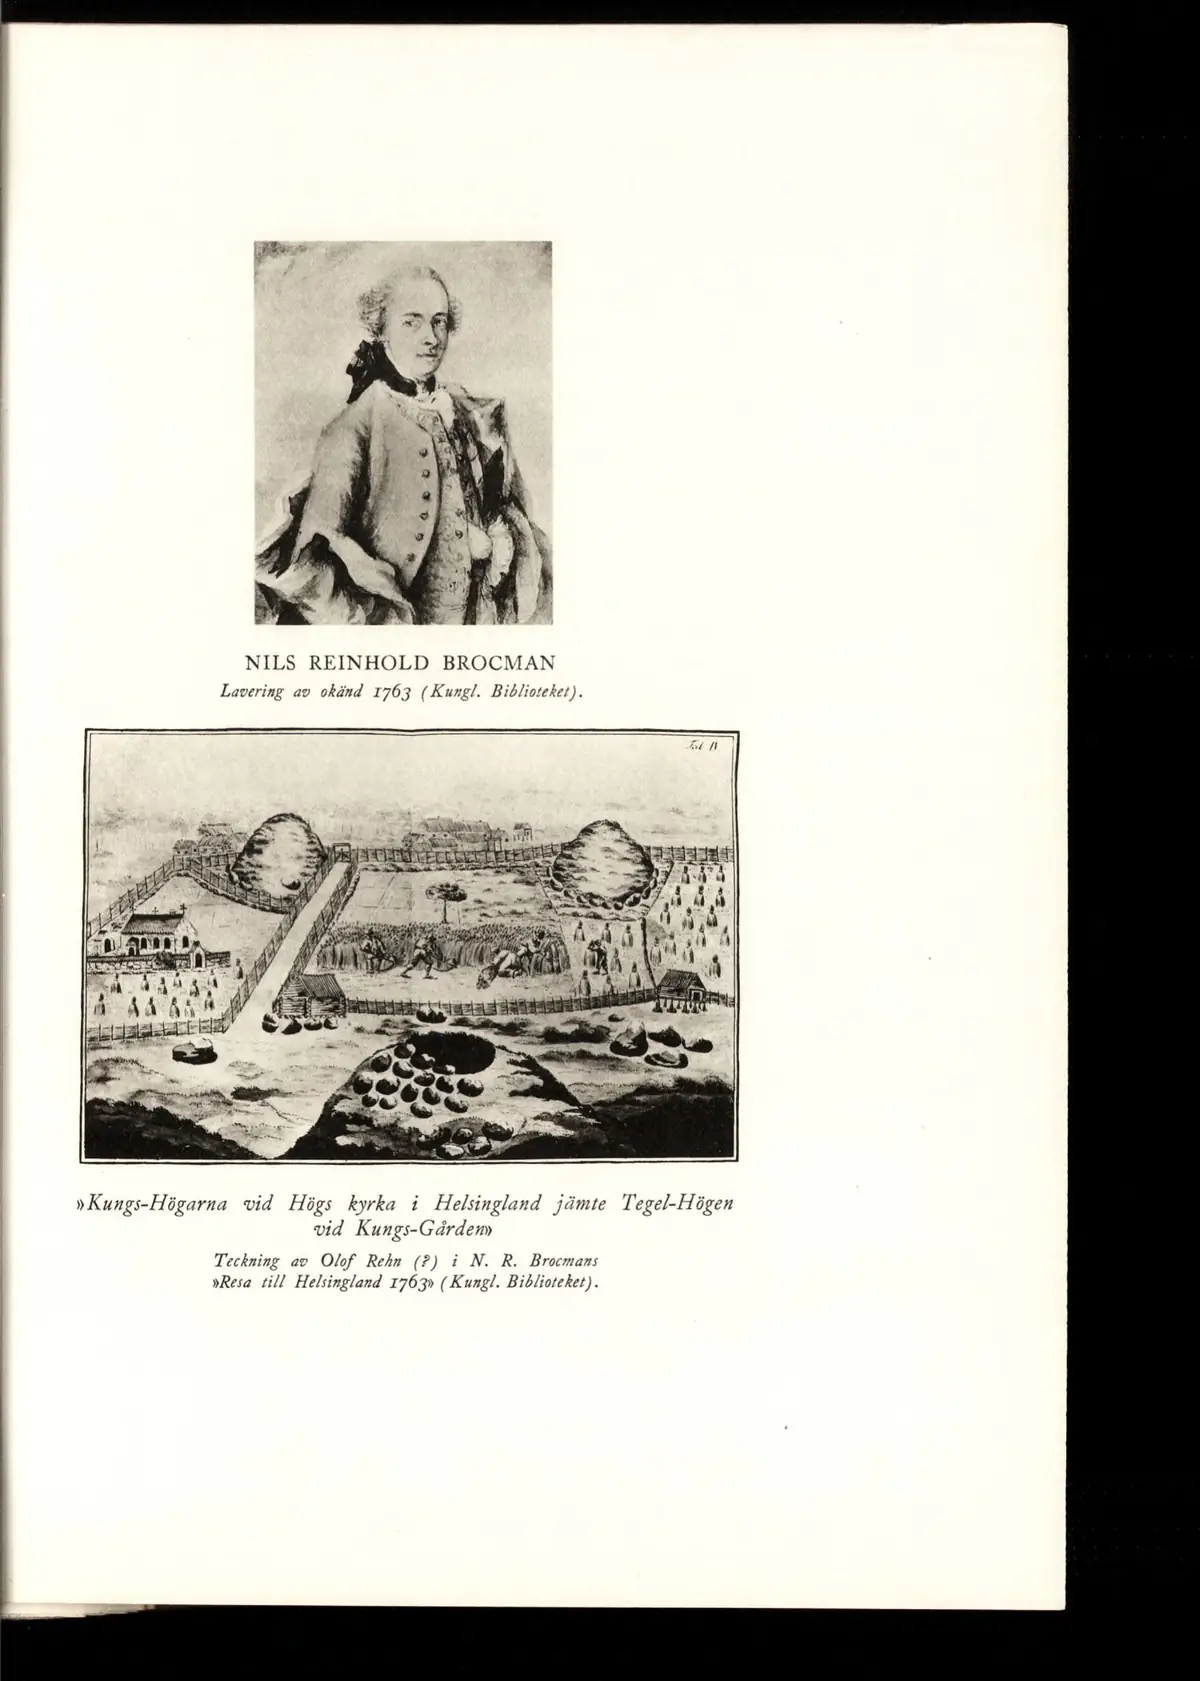 NILS REINHOLD BROCMAN
Lavering av okänd 1763 (Kungl. Biblioteket).
»Kungs-Högarna vid Högs kyrka i Helsingland jämte Tegel-Högen
vid Kungs-Gården»
Teckning av Olof Rehn (?) i N. R. Brocmans
»Resa till Helsingland 1763» (Kungl. Biblioteket).